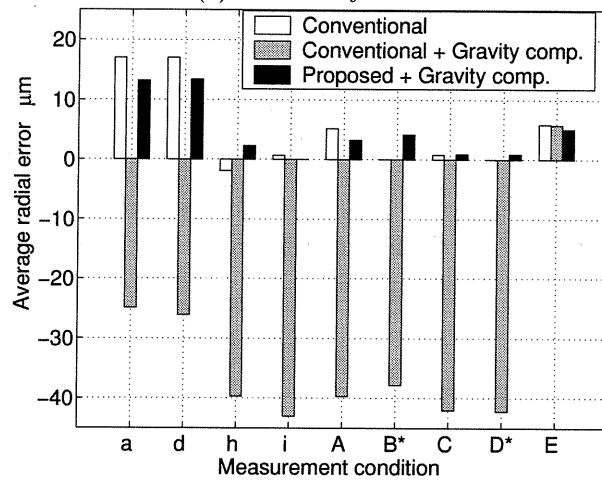 Conventional
Conventional + Gravity comp.
Proposed + Gravity comp.
Average radial error μm
20
10
0
−10
−20
−30
−40
a d h i A B* C D* E
Measurement condition